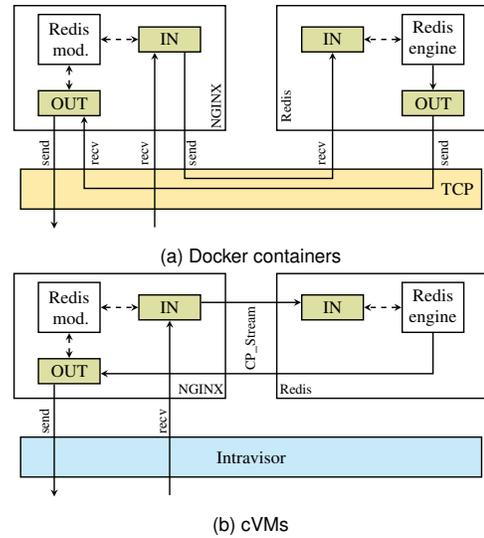 Redis
mod.
IN
OUT
NGINX
IN
Redis
engine
OUT
Redis
send
recv
recv
send
recv
send
TCP
(a) Docker containers
Redis
mod.
IN
OUT
NGINX
CP_Stream
IN
Redis
engine
Redis
send
recv
Intravisor
(b) cVMs